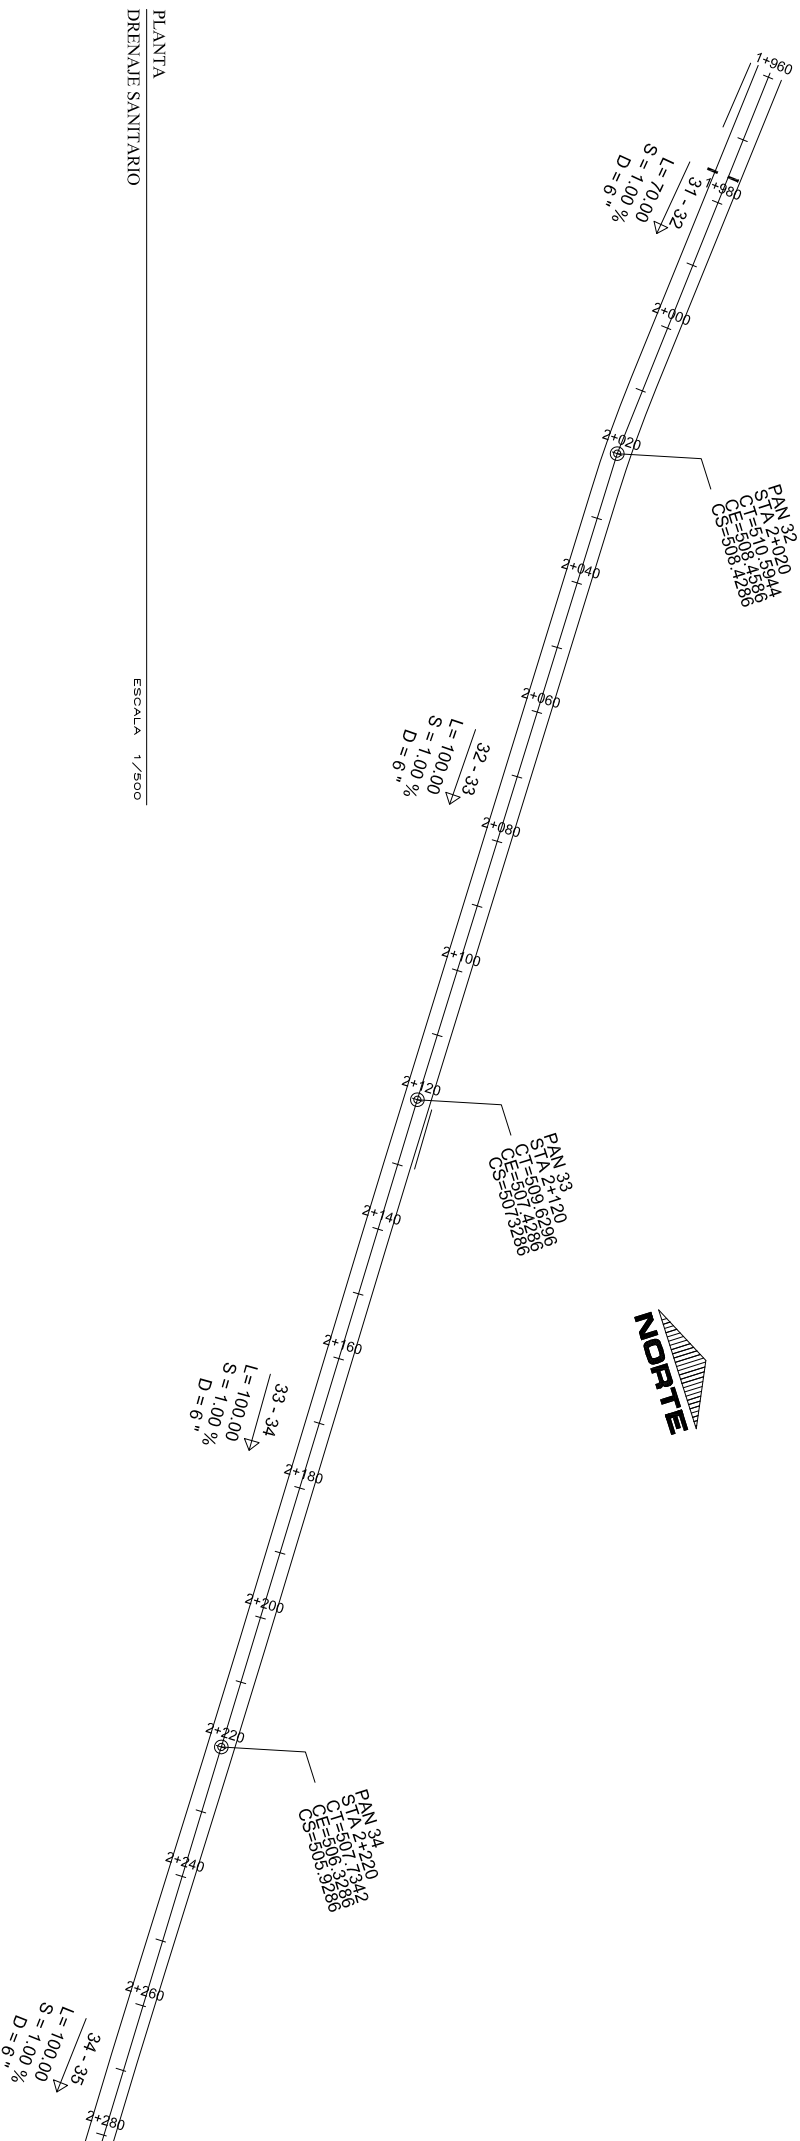 PLANTA
DRENAJE SANITARIO
ESCALA 1/500
1+960
1+980
31 - 32
L= 70.00
S = 1.00 %
D = 6 "
2+000
2+020
PAN 32
STA 2+020
CT=510.5944
CE=508.4586
CS=508.4286
2+040
2+060
32 - 33
L= 100.00
S = 1.00 %
D = 6 "
2+080
2+100
2+120
PAN 33
STA 2+120
CT=509.6296
CE=507.4286
CS=5073286
2+140
NORTE
2+160
33 - 34
L= 100.00
S = 1.00 %
D = 6 "
2+180
2+200
2+220
PAN 34
STA 2+220
CT=507.7342
CE=506.3286
CS=505.9286
2+240
2+260
34 - 35
L= 100.00
S = 1.00 %
D = 6 "
2+280